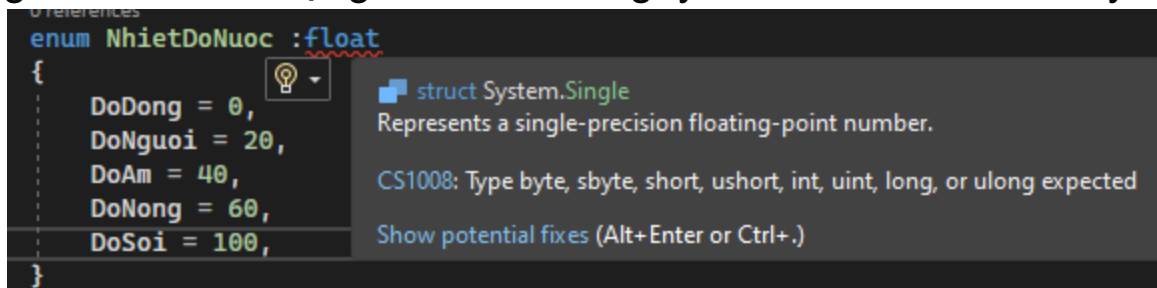 0 references
enum NhietDoNuoc :float
{
DoDong = 0,
DoNguoi = 20,
DoAm = 40,
DoNong = 60,
DoSoi = 100,
}
struct System.Single
Represents a single-precision floating-point number.
CS1008: Type byte, sbyte, short, ushort, int, uint, long, or ulong expected
Show potential fixes (Alt+Enter or Ctrl+.)